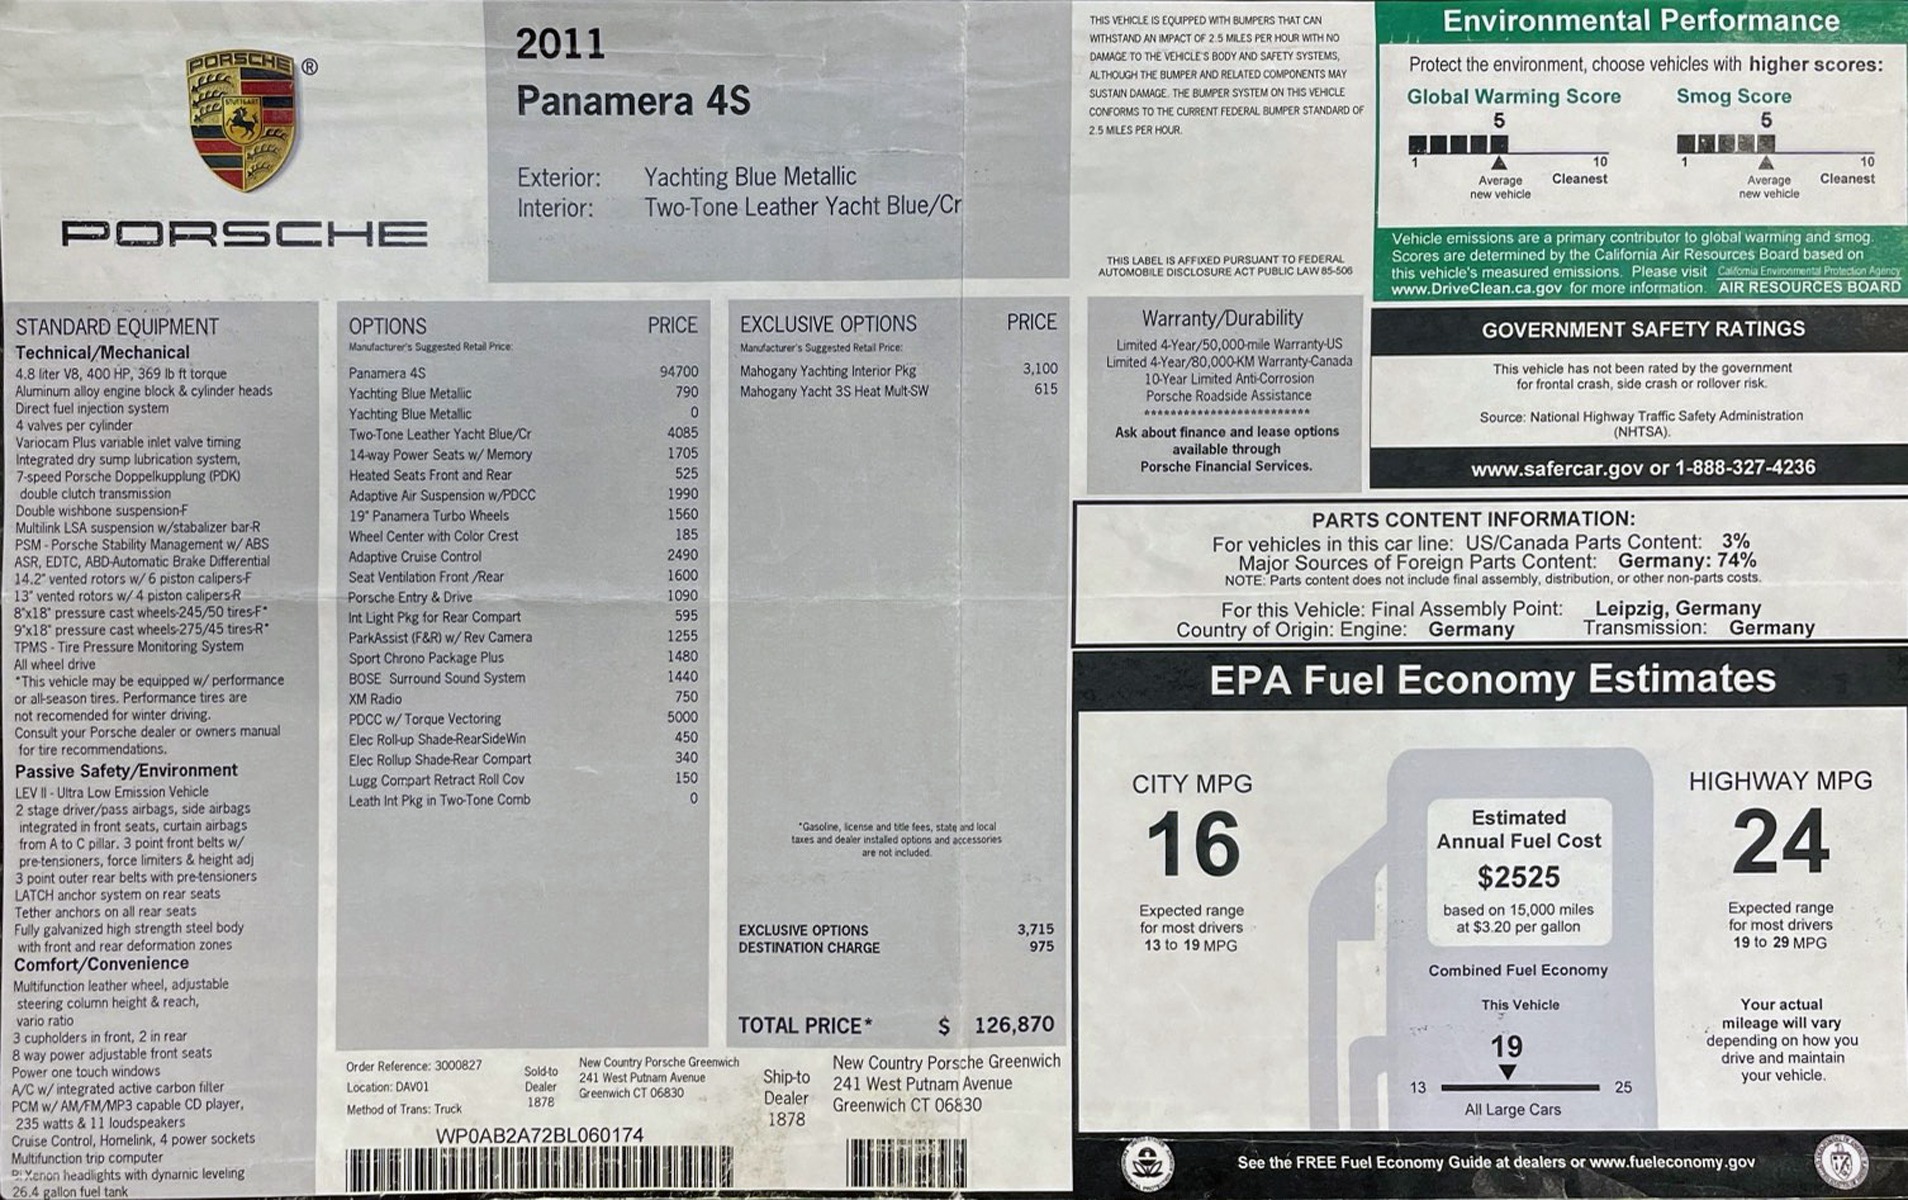 PORSCHE
STUTTGART
®
PORSCHE
2011
Panamera 4S
Exterior: Yachting Blue Metallic
Interior: Two-Tone Leather Yacht Blue/Cr
THIS VEHICLE IS EQUIPPED WITH BUMPERS THAT CAN
WITHSTAND AN IMPACT OF 2.5 MILES PER HOUR WITH NO
DAMAGE TO THE VEHICLE'S BODY AND SAFETY SYSTEMS,
ALTHOUGH THE BUMPER AND RELATED COMPONENTS MAY
SUSTAIN DAMAGE. THE BUMPER SYSTEM ON THIS VEHICLE
CONFORMS TO THE CURRENT FEDERAL BUMPER STANDARD OF
2.5 MILES PER HOUR.
THIS LABEL IS AFFIXED PURSUANT TO FEDERAL
AUTOMOBILE DISCLOSURE ACT PUBLIC LAW 85-506
Environmental Performance
Protect the environment, choose vehicles with higher scores:
Global Warming Score Smog Score
5 5
1 10 1 10
Average Cleanest Average Cleanest
new vehicle new vehicle
Vehicle emissions are a primary contributor to global warming and smog.
Scores are determined by the California Air Resources Board based on
this vehicle's measured emissions. Please visit California Environmental Protection Agency
www.DriveClean.ca.gov for more information. AIR RESOURCES BOARD
STANDARD EQUIPMENT
Technical/Mechanical
4.8 liter V8, 400 HP, 369 lb ft torque
Aluminum alloy engine block & cylinder heads
Direct fuel injection system
4 valves per cylinder
Variocam Plus variable inlet valve timing
Integrated dry sump lubrication system,
7-speed Porsche Doppelkupplung (PDK)
double clutch transmission
Double wishbone suspension-F
Multilink LSA suspension w/stabalizer bar-R
PSM - Porsche Stability Management w/ ABS
ASR, EDTC, ABD-Automatic Brake Differential
14.2" vented rotors w/ 6 piston calipers-F
13" vented rotors w/ 4 piston calipers-R
8"x18" pressure cast wheels-245/50 tires-F*
9"x18" pressure cast wheels-275/45 tires-R*
TPMS - Tire Pressure Monitoring System
All wheel drive
*This vehicle may be equipped w/ performance
or all-season tires. Performance tires are
not recomended for winter driving.
Consult your Porsche dealer or owners manual
for tire recommendations.
Passive Safety/Environment
LEV II - Ultra Low Emission Vehicle
2 stage driver/pass airbags, side airbags
integrated in front seats, curtain airbags
from A to C pillar. 3 point front belts w/
pre-tensioners, force limiters & height adj
3 point outer rear belts with pre-tensioners
LATCH anchor system on rear seats
Tether anchors on all rear seats
Fully galvanized high strength steel body
with front and rear deformation zones
Comfort/Convenience
Multifunction leather wheel, adjustable
steering column height & reach,
vario ratio
3 cupholders in front, 2 in rear
8 way power adjustable front seats
Power one touch windows
A/C w/ integrated active carbon filter
PCM w/ AM/FM/MP3 capable CD player,
235 watts & 11 loudspeakers
Cruise Control, Homelink, 4 power sockets
Multifunction trip computer
Bi Xenon headlights with dynamic leveling
26.4 gallon fuel tank
OPTIONS PRICE
Manufacturer's Suggested Retail Price:
Panamera 4S 94700
Yachting Blue Metallic 790
Yachting Blue Metallic 0
Two-Tone Leather Yacht Blue/Cr 4085
14-way Power Seats w/ Memory 1705
Heated Seats Front and Rear 525
Adaptive Air Suspension w/PDCC 1990
19" Panamera Turbo Wheels 1560
Wheel Center with Color Crest 185
Adaptive Cruise Control 2490
Seat Ventilation Front /Rear 1600
Porsche Entry & Drive 1090
Int Light Pkg for Rear Compart 595
ParkAssist (F&R) w/ Rev Camera 1255
Sport Chrono Package Plus 1480
BOSE Surround Sound System 1440
XM Radio 750
PDCC w/ Torque Vectoring 5000
Elec Roll-up Shade-RearSideWin 450
Elec Rollup Shade-Rear Compart 340
Lugg Compart Retract Roll Cov 150
Leath Int Pkg in Two-Tone Comb 0
EXCLUSIVE OPTIONS PRICE
Manufacturer's Suggested Retail Price:
Mahogany Yachting Interior Pkg 3,100
Mahogany Yacht 3S Heat Mult-SW 615
*Gasoline, license and title fees, state and local
taxes and dealer installed options and accessories
are not included.
EXCLUSIVE OPTIONS 3,715
DESTINATION CHARGE 975
TOTAL PRICE* $ 126,870
Order Reference: 3000827
Location: DAV01
Method of Trans: Truck
Sold-to
Dealer
1878
New Country Porsche Greenwich
241 West Putnam Avenue
Greenwich CT 06830
Ship-to
Dealer
1878
New Country Porsche Greenwich
241 West Putnam Avenue
Greenwich CT 06830
WP0AB2A72BL060174
Warranty/Durability
Limited 4-Year/50,000-mile Warranty-US
Limited 4-Year/80,000-KM Warranty-Canada
10-Year Limited Anti-Corrosion
Porsche Roadside Assistance
*************************
Ask about finance and lease options
available through
Porsche Financial Services.
GOVERNMENT SAFETY RATINGS
This vehicle has not been rated by the government
for frontal crash, side crash or rollover risk.
Source: National Highway Traffic Safety Administration
(NHTSA).
www.safercar.gov or 1-888-327-4236
PARTS CONTENT INFORMATION:
For vehicles in this car line: US/Canada Parts Content: 3%
Major Sources of Foreign Parts Content: Germany: 74%
NOTE: Parts content does not include final assembly, distribution, or other non-parts costs.
For this Vehicle: Final Assembly Point: Leipzig, Germany
Country of Origin: Engine: Germany Transmission: Germany
EPA Fuel Economy Estimates
CITY MPG
16
Expected range
for most drivers
13 to 19 MPG
Estimated
Annual Fuel Cost
$2525
based on 15,000 miles
at $3.20 per gallon
Combined Fuel Economy
This Vehicle
19
13 25
All Large Cars
HIGHWAY MPG
24
Expected range
for most drivers
19 to 29 MPG
Your actual
mileage will vary
depending on how you
drive and maintain
your vehicle.
See the FREE Fuel Economy Guide at dealers or www.fueleconomy.gov